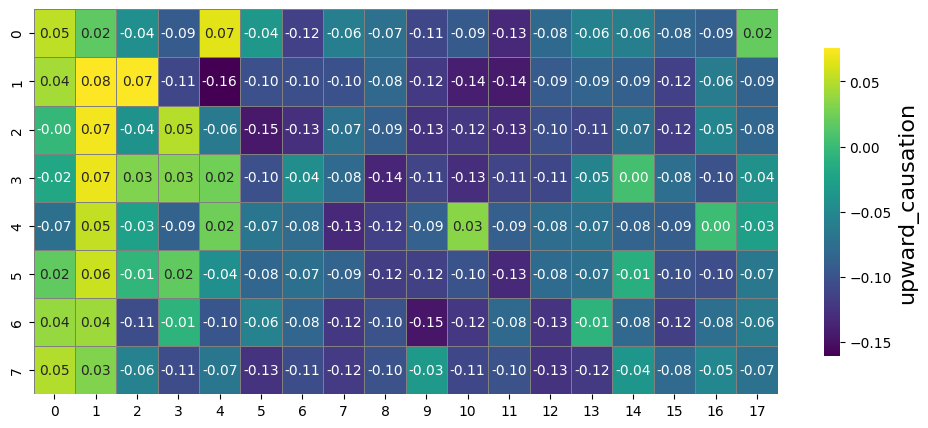 0 0.05 0.02 -0.04 -0.09 0.07 -0.04 -0.12 -0.06 -0.07 -0.11 -0.09 -0.13 -0.08 -0.06 -0.06 -0.08 -0.09 0.02
1 0.04 0.08 0.07 -0.11 -0.16 -0.10 -0.10 -0.10 -0.08 -0.12 -0.14 -0.14 -0.09 -0.09 -0.09 -0.12 -0.06 -0.09
2 -0.00 0.07 -0.04 0.05 -0.06 -0.15 -0.13 -0.07 -0.09 -0.13 -0.12 -0.13 -0.10 -0.11 -0.07 -0.12 -0.05 -0.08
3 -0.02 0.07 0.03 0.03 0.02 -0.10 -0.04 -0.08 -0.14 -0.11 -0.13 -0.11 -0.11 -0.05 0.00 -0.08 -0.10 -0.04
4 -0.07 0.05 -0.03 -0.09 0.02 -0.07 -0.08 -0.13 -0.12 -0.09 0.03 -0.09 -0.08 -0.07 -0.08 -0.09 0.00 -0.03
5 0.02 0.06 -0.01 0.02 -0.04 -0.08 -0.07 -0.09 -0.12 -0.12 -0.10 -0.13 -0.08 -0.07 -0.01 -0.10 -0.10 -0.07
6 0.04 0.04 -0.11 -0.01 -0.10 -0.06 -0.08 -0.12 -0.10 -0.15 -0.12 -0.08 -0.13 -0.01 -0.08 -0.12 -0.08 -0.06
7 0.05 0.03 -0.06 -0.11 -0.07 -0.13 -0.11 -0.12 -0.09 -0.03 -0.11 -0.10 -0.13 -0.12 -0.04 -0.08 -0.05 -0.07
0 1 2 3 4 5 6 7 8 9 10 11 12 13 14 15 16 17
0.05
0.00
−0.05
−0.10
−0.15
upward_causation